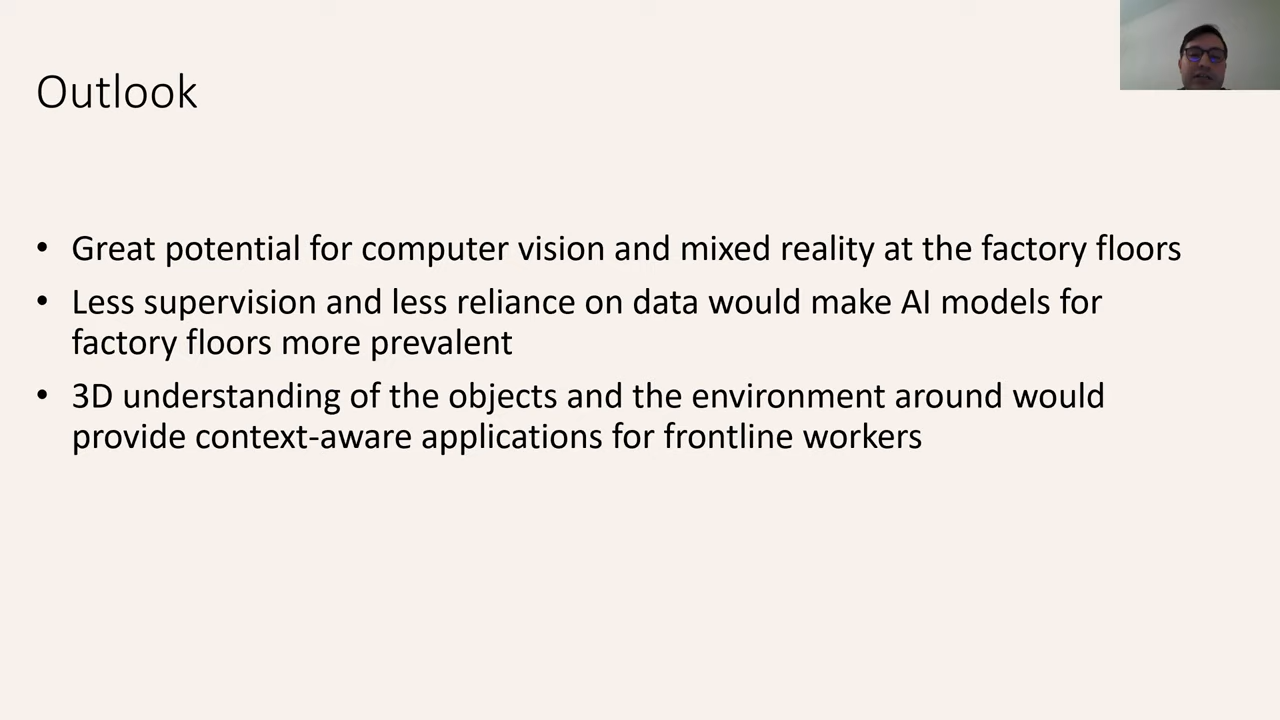 Outlook
• Great potential for computer vision and mixed reality at the factory floors
• Less supervision and less reliance on data would make AI models for
factory floors more prevalent
• 3D understanding of the objects and the environment around would
provide context-aware applications for frontline workers